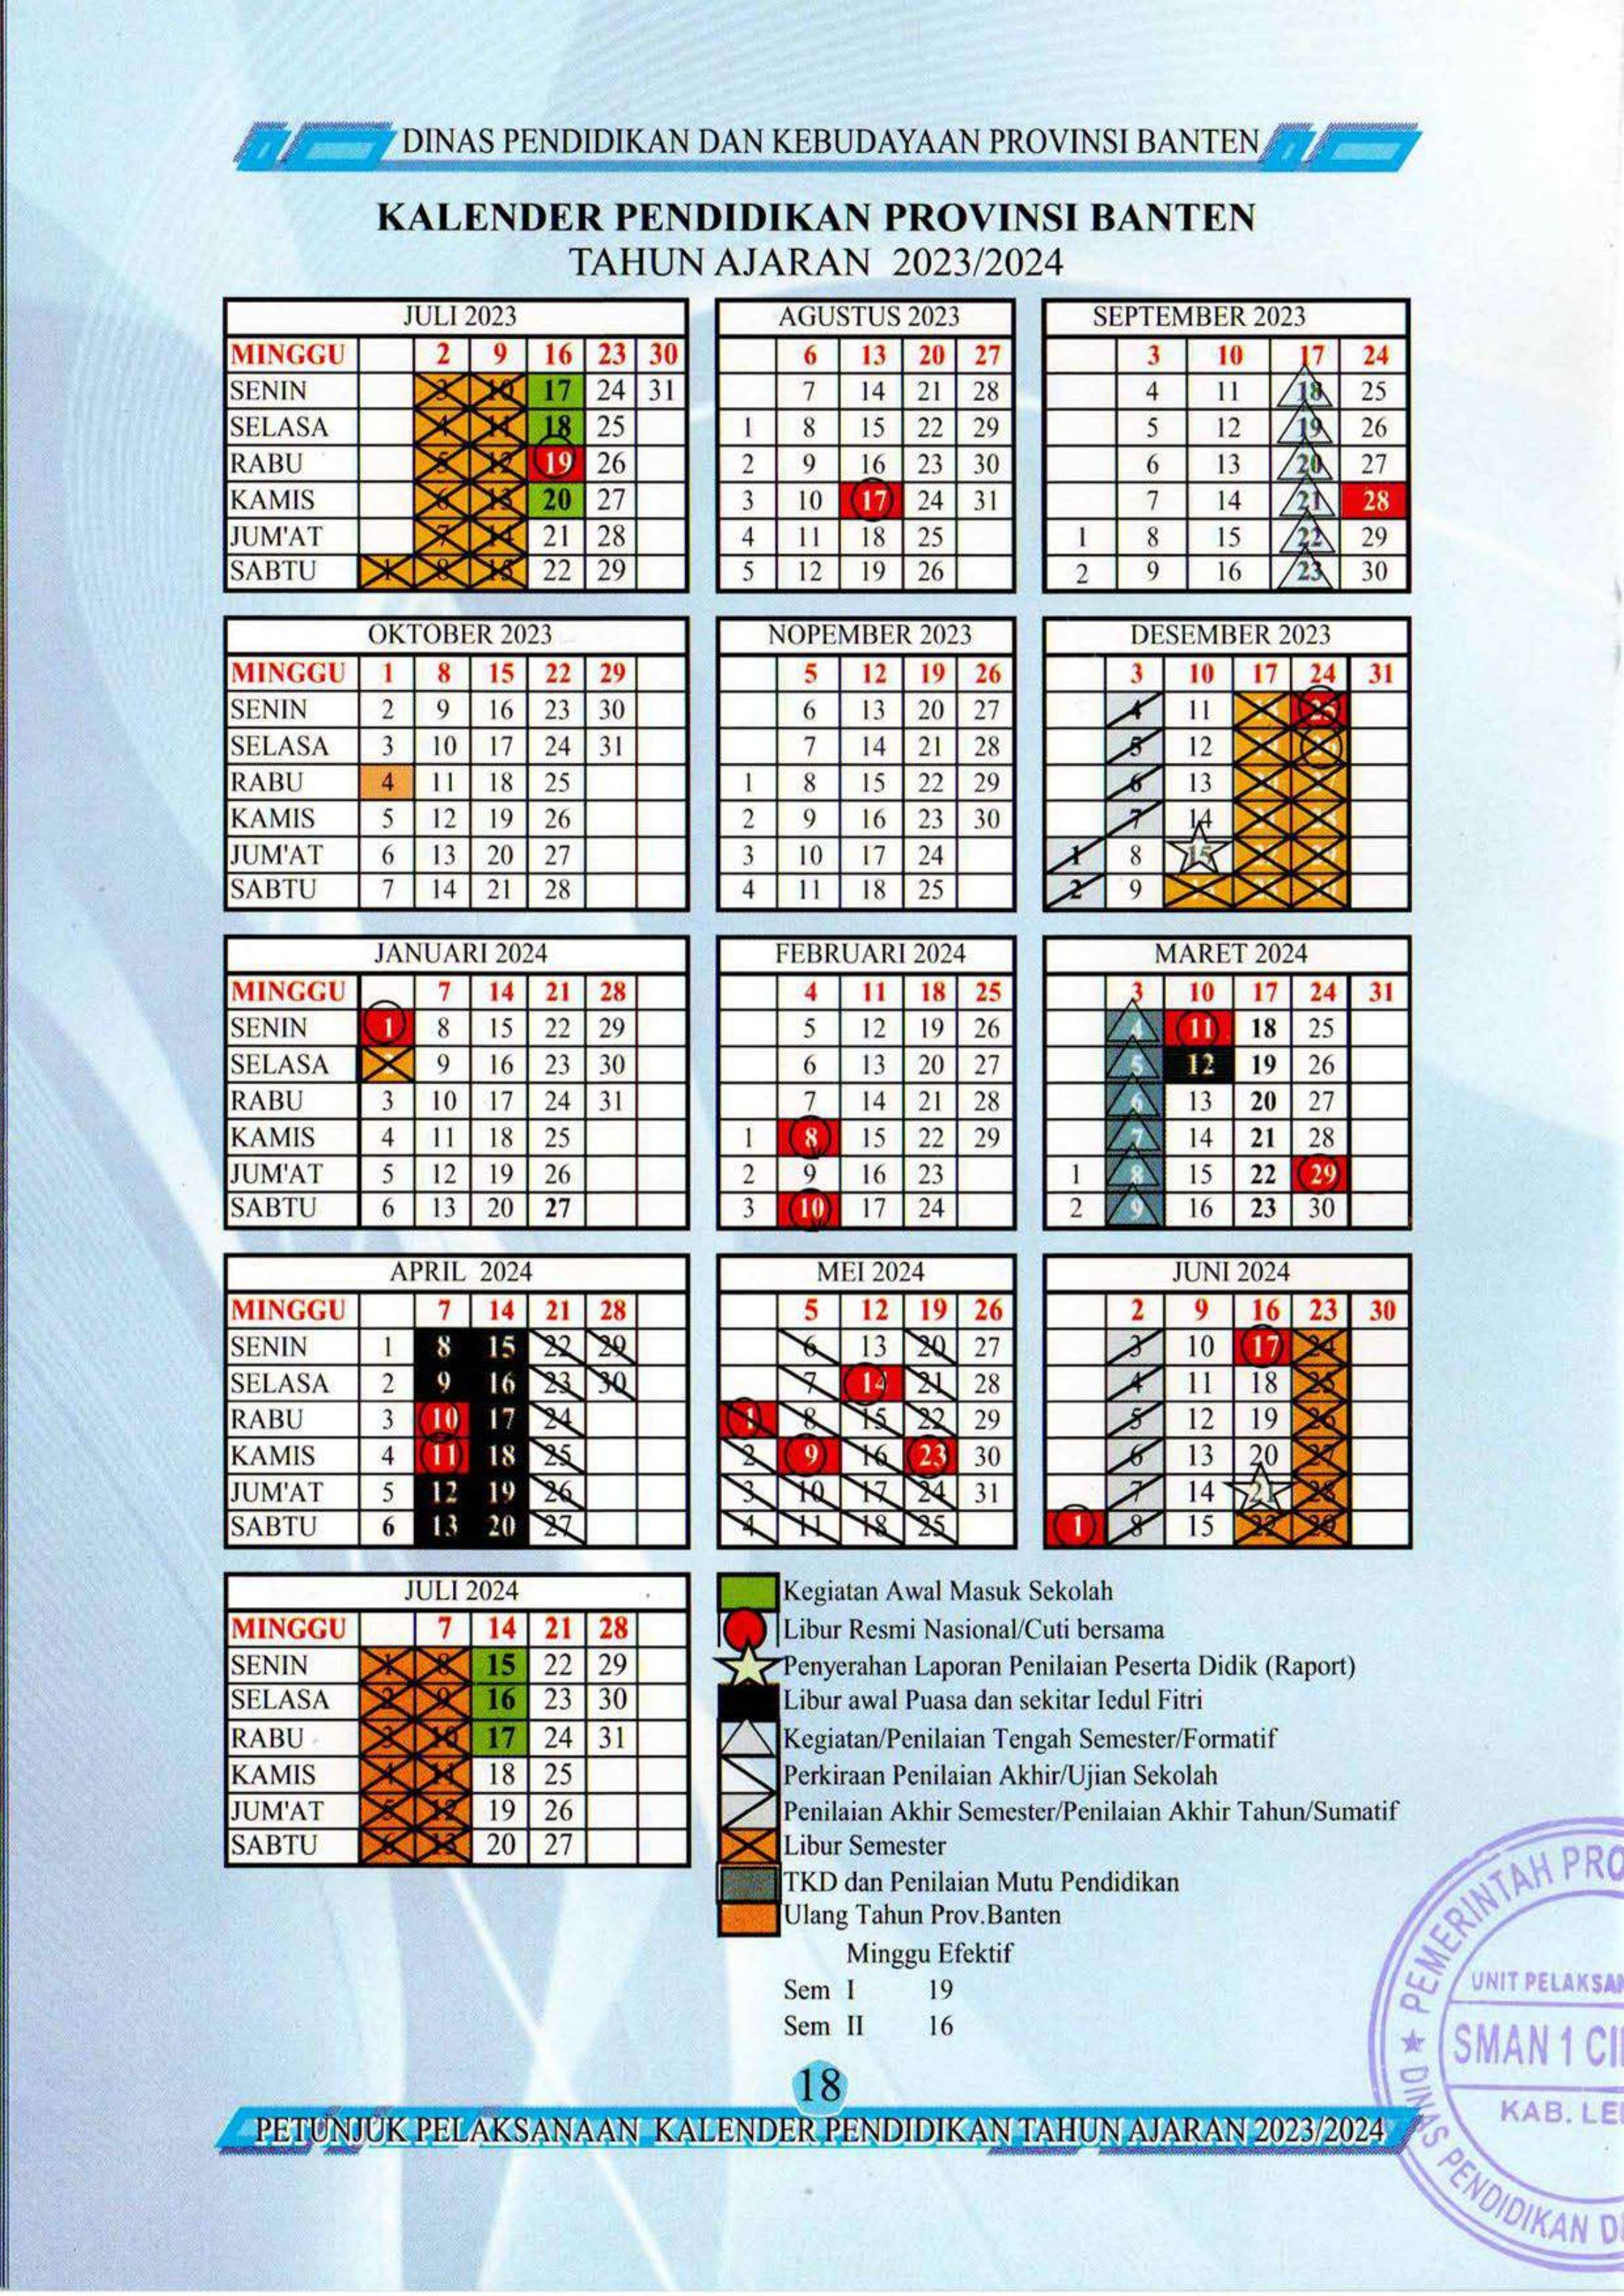 DINAS PENDIDIKAN DAN KEBUDAYAAN PROVINSI BANTEN
KALENDER PENDIDIKAN PROVINSI BANTEN
TAHUN AJARAN 2023/2024
JULI 2023
MINGGU 2 9 16 23 30
SENIN 3 10 17 24 31
SELASA 4 11 18 25
RABU 5 12 19 26
KAMIS 6 13 20 27
JUM'AT 7 14 21 28
SABTU 1 8 15 22 29
AGUSTUS 2023
6 13 20 27
7 14 21 28
1 8 15 22 29
2 9 16 23 30
3 10 17 24 31
4 11 18 25
5 12 19 26
SEPTEMBER 2023
3 10 17 24
4 11 18 25
5 12 19 26
6 13 20 27
7 14 21 28
1 8 15 22 29
2 9 16 23 30
OKTOBER 2023
MINGGU 1 8 15 22 29
SENIN 2 9 16 23 30
SELASA 3 10 17 24 31
RABU 4 11 18 25
KAMIS 5 12 19 26
JUM'AT 6 13 20 27
SABTU 7 14 21 28
NOPEMBER 2023
5 12 19 26
6 13 20 27
7 14 21 28
1 8 15 22 29
2 9 16 23 30
3 10 17 24
4 11 18 25
DESEMBER 2023
3 10 17 24 31
4 11 25
5 12
6 13
7 14
1 8 15
2 9
JANUARI 2024
MINGGU 7 14 21 28
SENIN 1 8 15 22 29
SELASA 2 9 16 23 30
RABU 3 10 17 24 31
KAMIS 4 11 18 25
JUM'AT 5 12 19 26
SABTU 6 13 20 27
FEBRUARI 2024
4 11 18 25
5 12 19 26
6 13 20 27
7 14 21 28
1 8 15 22 29
2 9 16 23
3 10 17 24
MARET 2024
3 10 17 24 31
4 11 18 25
5 12 19 26
6 13 20 27
7 14 21 28
1 8 15 22 29
2 9 16 23 30
APRIL 2024
MINGGU 7 14 21 28
SENIN 1 8 15 22 29
SELASA 2 9 16 23 30
RABU 3 10 17 24
KAMIS 4 11 18 25
JUM'AT 5 12 19 26
SABTU 6 13 20 27
MEI 2024
5 12 19 26
6 13 20 27
7 14 21 28
1 8 15 22 29
2 9 16 23 30
3 10 17 24 31
4 11 18 25
JUNI 2024
2 9 16 23 30
3 10 17 24
4 11 18 25
5 12 19 26
6 13 20 27
7 14 21 28
1 8 15 22 29
JULI 2024
MINGGU 7 14 21 28
SENIN 1 8 15 22 29
SELASA 2 9 16 23 30
RABU 3 10 17 24 31
KAMIS 4 11 18 25
JUM'AT 5 12 19 26
SABTU 6 13 20 27
Kegiatan Awal Masuk Sekolah
Libur Resmi Nasional/Cuti bersama
Penyerahan Laporan Penilaian Peserta Didik (Raport)
Libur awal Puasa dan sekitar Iedul Fitri
Kegiatan/Penilaian Tengah Semester/Formatif
Perkiraan Penilaian Akhir/Ujian Sekolah
Penilaian Akhir Semester/Penilaian Akhir Tahun/Sumatif
Libur Semester
TKD dan Penilaian Mutu Pendidikan
Ulang Tahun Prov.Banten
Minggu Efektif
Sem I 19
Sem II 16
18
PETUNJUK PELAKSANAAN KALENDER PENDIDIKAN TAHUN AJARAN 2023/2024
PEMERINTAH PRO
UNIT PELAKSA
SMAN 1 CI
KAB. LE
DINAS PENDIDIKAN D